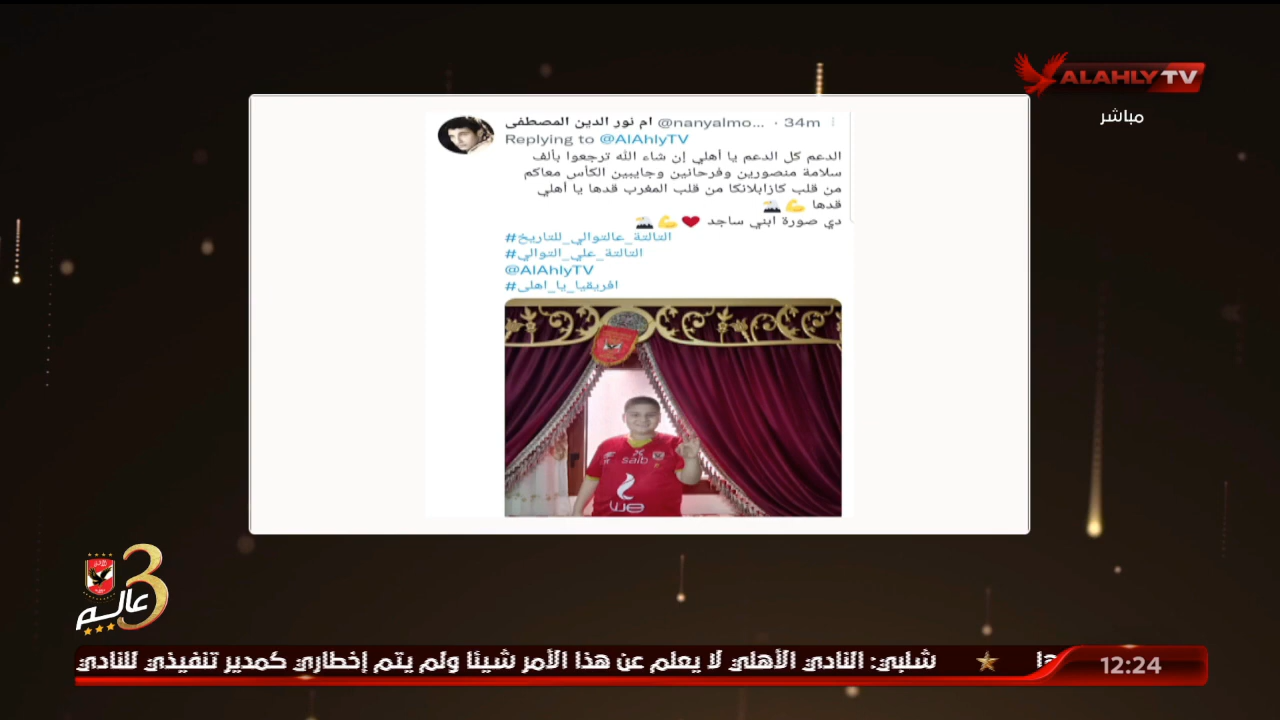 ALAHLY TV
مباشر
ام نور الدين المصطفى @nanyalmo... · 34m
Replying to @AlAhlyTV
الدعم كل الدعم يا أهلي إن شاء الله ترجعوا بألف
سلامة منصورين وفرحانين وجايبين الكأس معاكم
من قلب كازابلانكا من قلب المغرب قدها يا أهلي
قدها 💪
دي صورة ابني ساجد ❤️💪
#التالتة_عالتوالي_للتاريخ
#التالتة_علي_التوالي
@AlAhlyTV
#افريقيا_يا_اهلى
saib
3
عالم
شلبي: النادي الأهلي لا يعلم عن هذا الأمر شيئا ولم يتم إخطاري كمدير تنفيذي للنادي
12:24